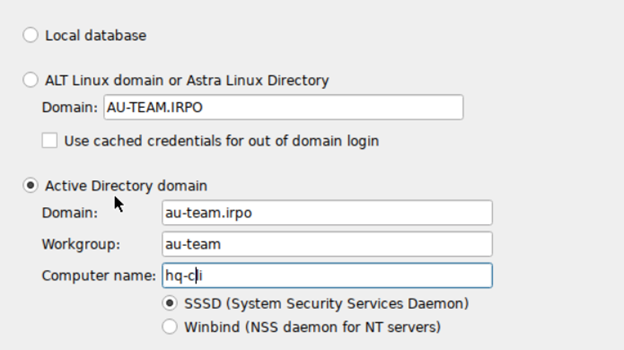 Local database
ALT Linux domain or Astra Linux Directory
Domain: AU-TEAM.IRPO
Use cached credentials for out of domain login
Active Directory domain
Domain: au-team.irpo
Workgroup: au-team
Computer name: hq-cli
SSSD (System Security Services Daemon)
Winbind (NSS daemon for NT servers)